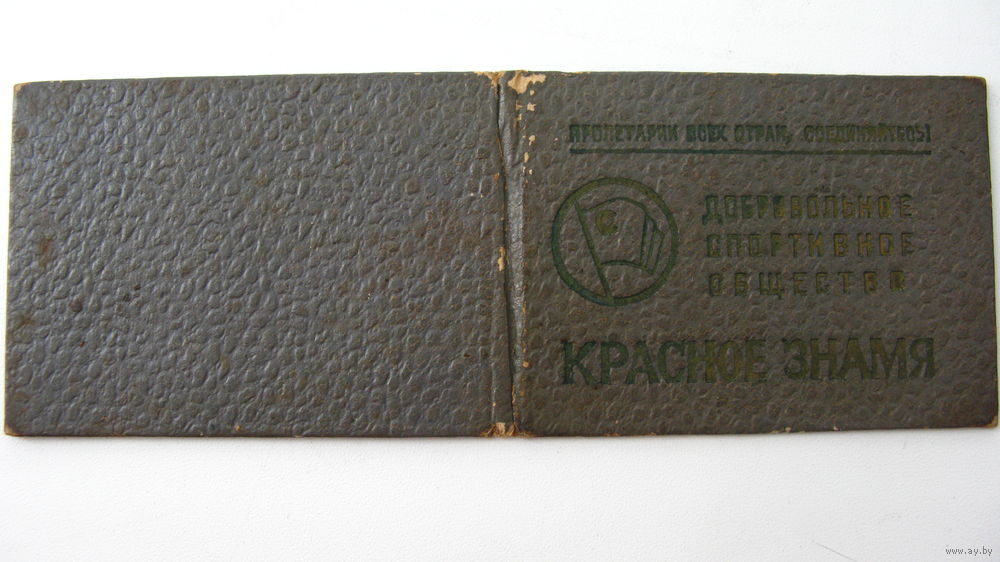 ПРОЛЕТАРИИ ВСЕХ СТРАН, СОЕДИНЯЙТЕСЬ!
ДОБРОВОЛЬНОЕ
СПОРТИВНОЕ
ОБЩЕСТВО
КРАСНОЕ ЗНАМЯ
www.ay.by